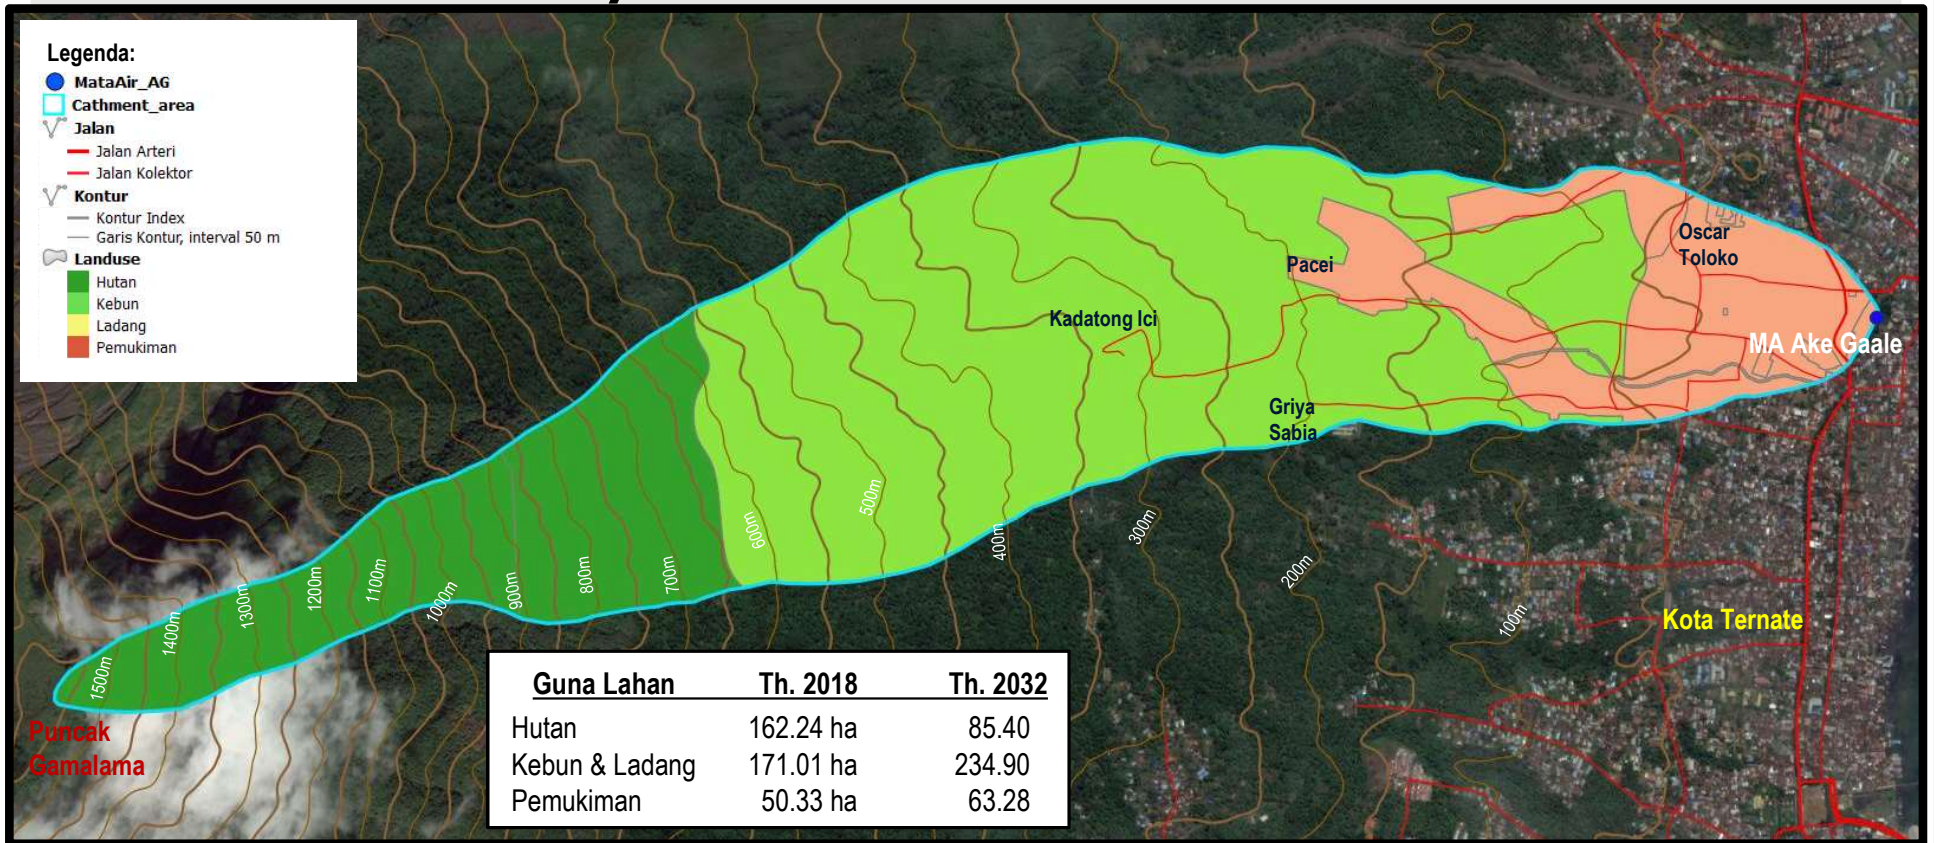 Legenda:
MataAir_AG
Cathment_area
Jalan
Jalan Arteri
Jalan Kolektor
Kontur
Kontur Index
Garis Kontur, interval 50 m
Landuse
Hutan
Kebun
Ladang
Pemukiman
Oscar
Toloko
Pacei
Kadatong Ici
MA Ake Gaale
Griya
Sabia
1500m
1400m
1300m
1200m
1100m
1000m
900m
800m
700m
600m
500m
400m
300m
200m
100m
Kota Ternate
Puncak
Gamalama
Guna Lahan Th. 2018 Th. 2032
Hutan 162.24 ha 85.40
Kebun & Ladang 171.01 ha 234.90
Pemukiman 50.33 ha 63.28